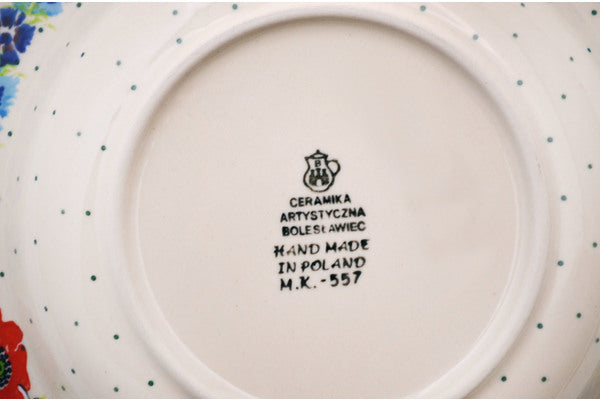 B
CERAMIKA
ARTYSTYCZNA
BOLESŁAWIEC
HAND MADE
IN POLAND
M.K.-557